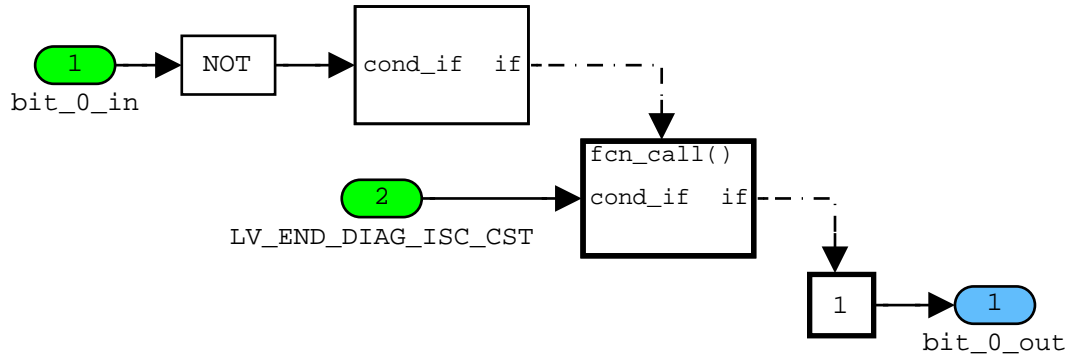 1
NOT
cond_if if
bit_0_in
fcn_call()
2
cond_if if
LV_END_DIAG_ISC_CST
1
1
bit_0_out